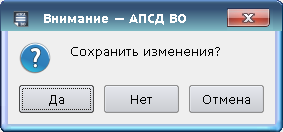 Внимание — АПСД ВО
Сохранить изменения?
Да Нет Отмена